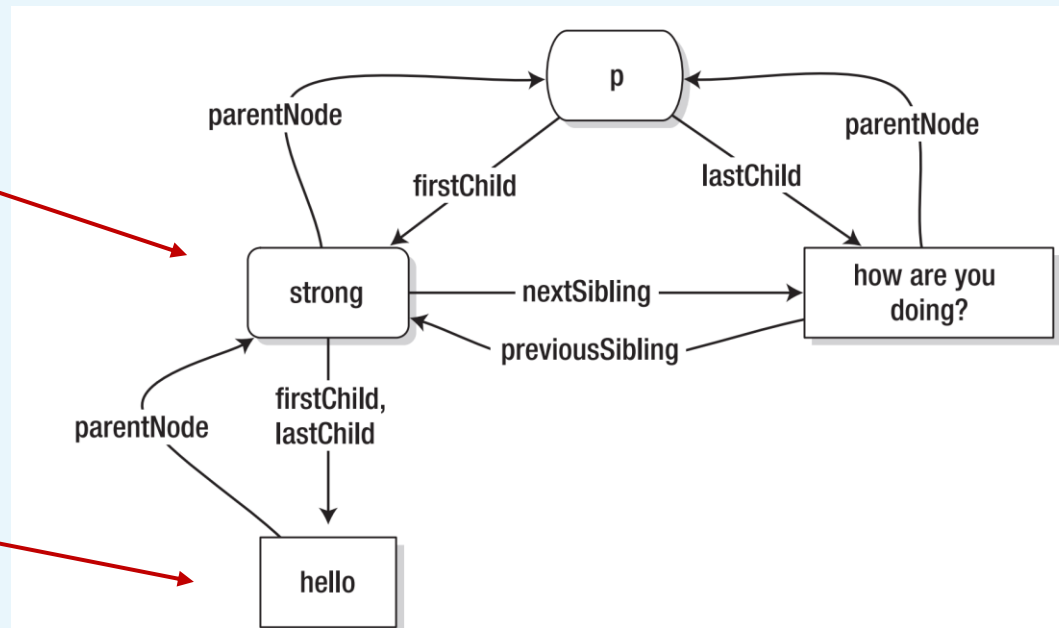 p
parentNode
parentNode
firstChild
lastChild
strong
nextSibling
how are you
doing?
previousSibling
firstChild,
lastChild
parentNode
hello